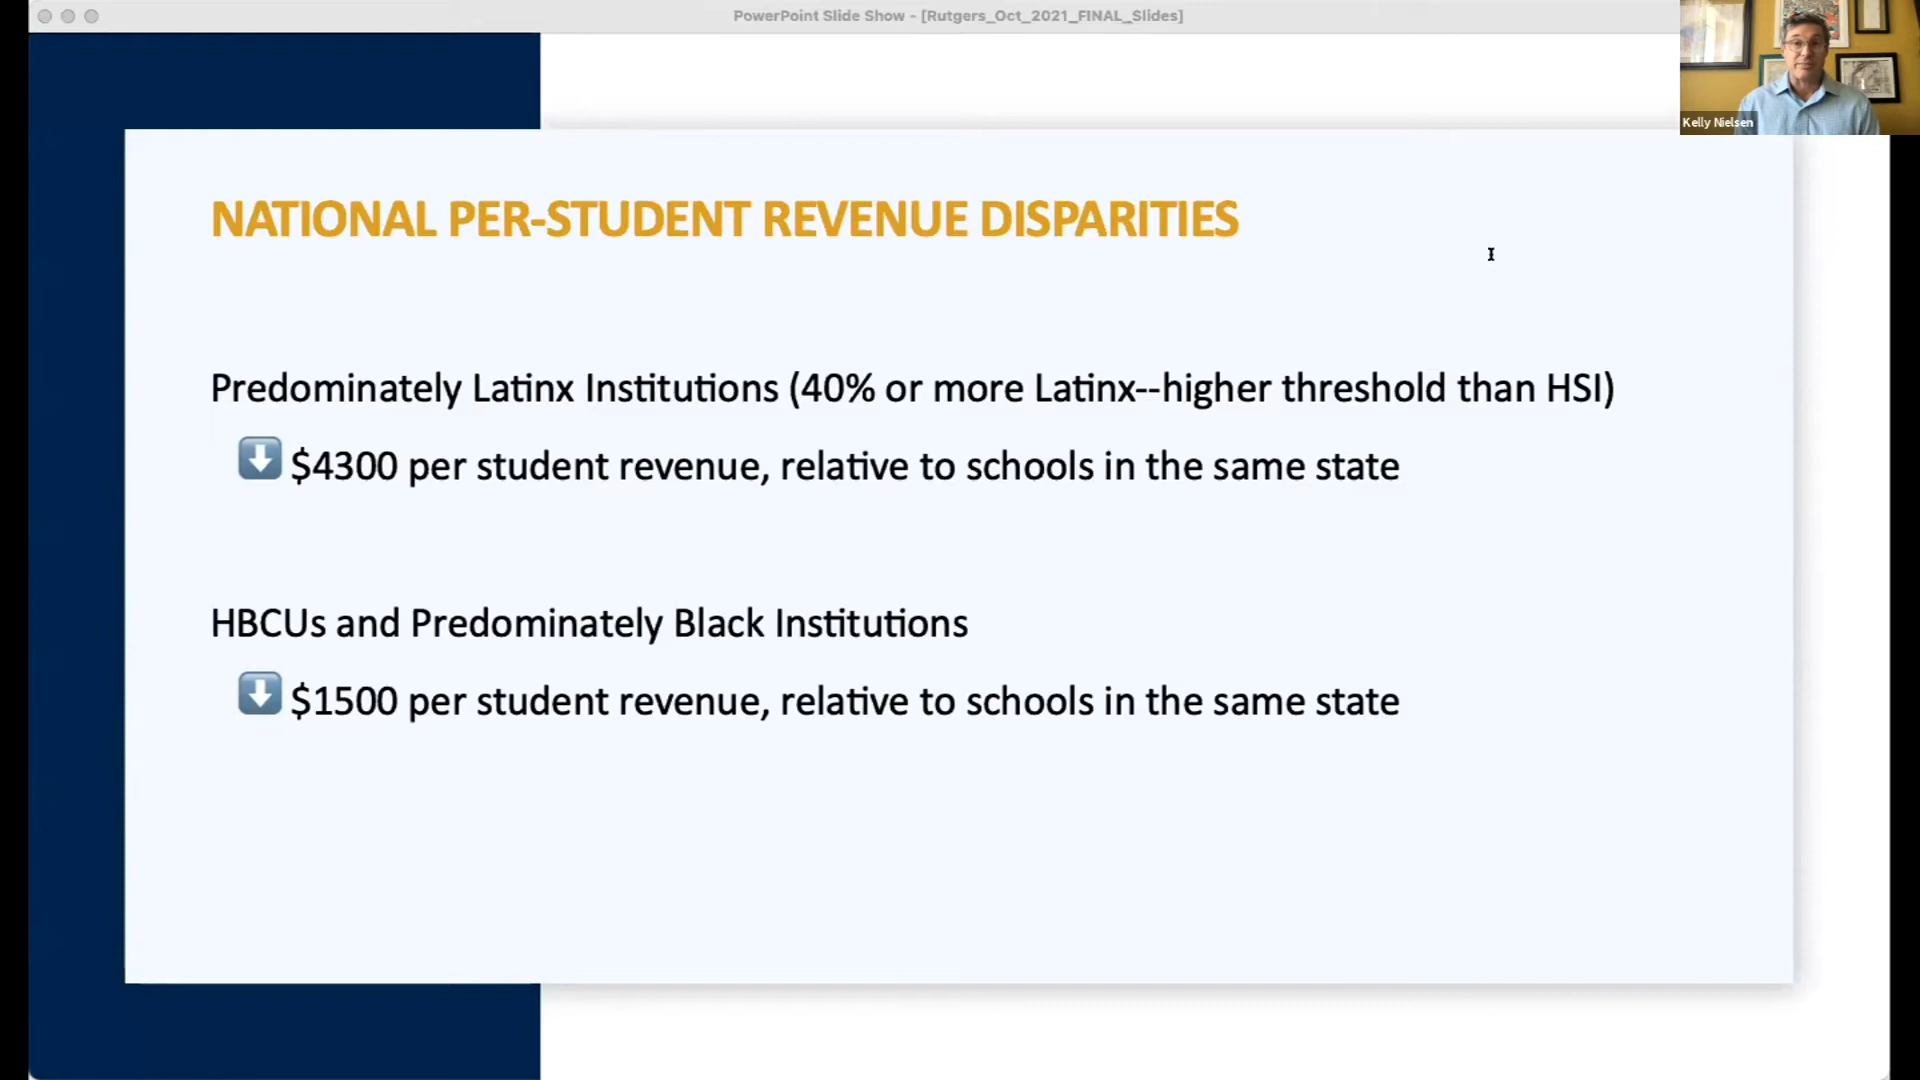 PowerPoint Slide Show - [Rutgers_Oct_2021_FINAL_Slides]
Kelly Nielsen
NATIONAL PER-STUDENT REVENUE DISPARITIES
Predominately Latinx Institutions (40% or more Latinx--higher threshold than HSI)
$4300 per student revenue, relative to schools in the same state
HBCUs and Predominately Black Institutions
$1500 per student revenue, relative to schools in the same state